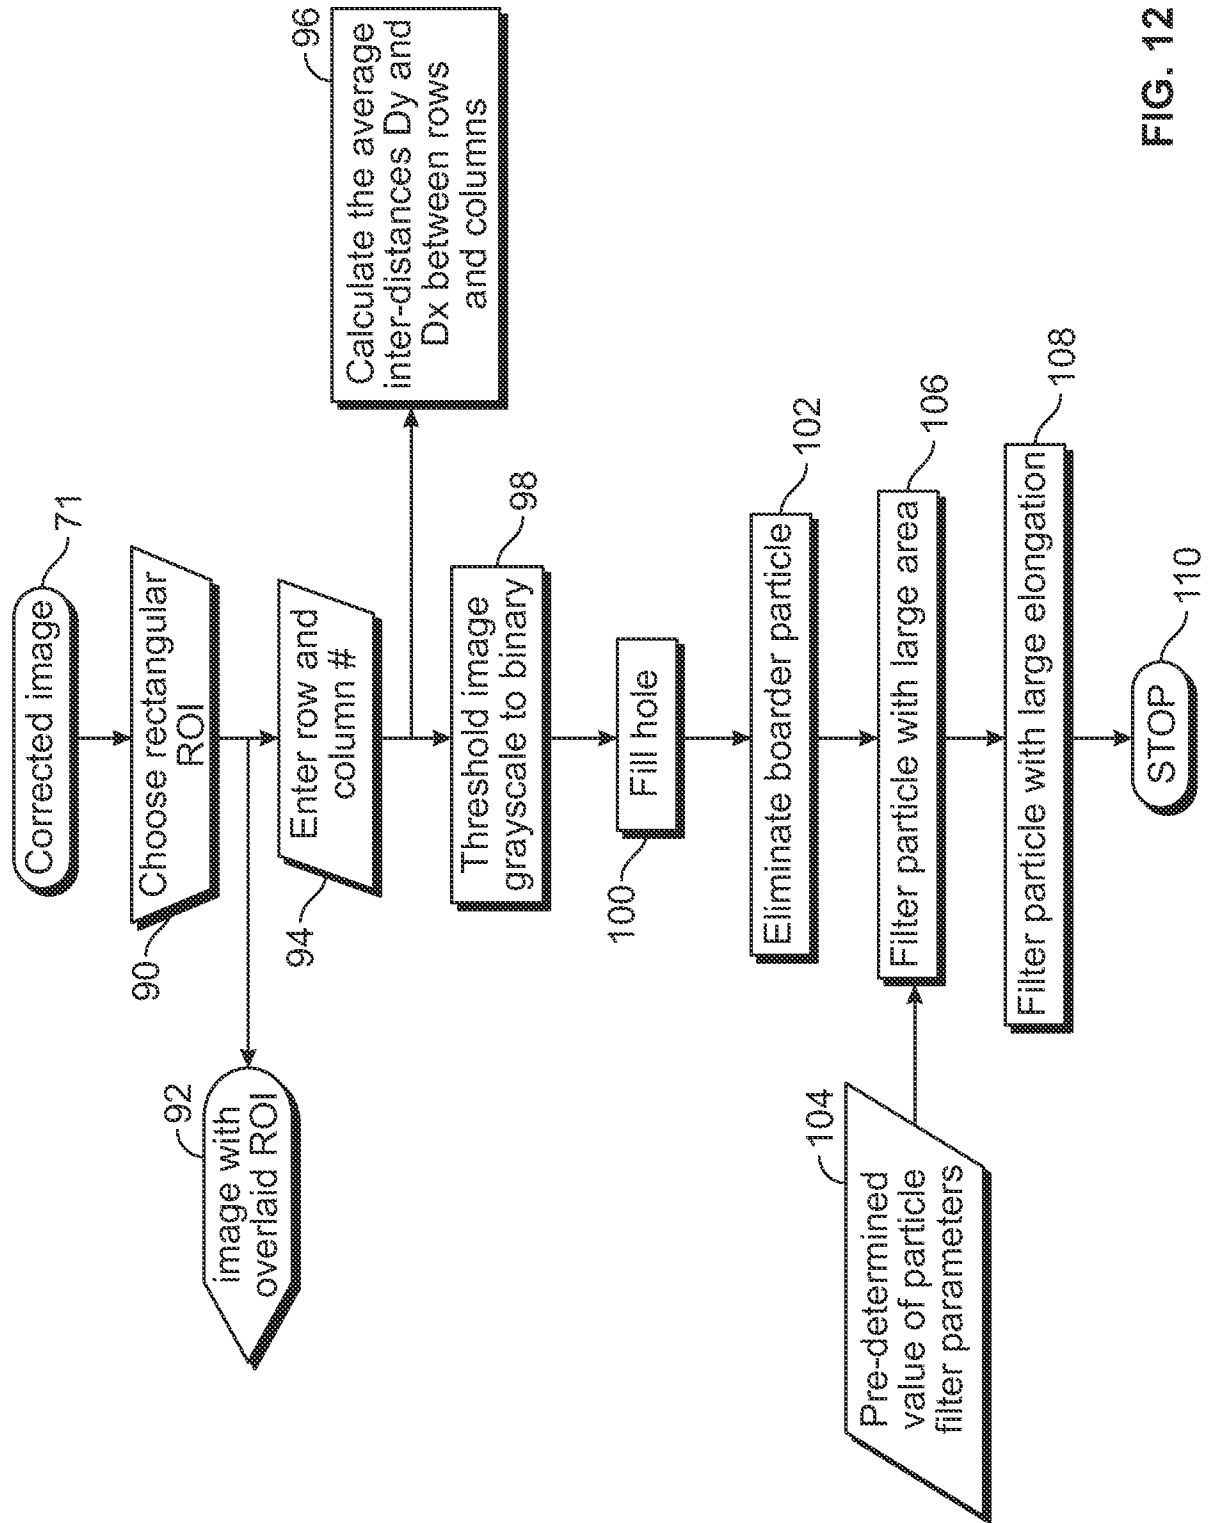 Corrected image
71
Choose rectangular
ROI
90
image with
overlaid ROI
92
Enter row and
column #
94
Calculate the average
inter-distances Dy and
Dx between rows
and columns
96
Threshold image
grayscale to binary
98
Fill hole
100
Eliminate boarder particle
102
Pre-determined
value of particle
filter parameters
104
Filter particle with large area
106
Filter particle with large elongation
108
STOP
110
FIG. 12